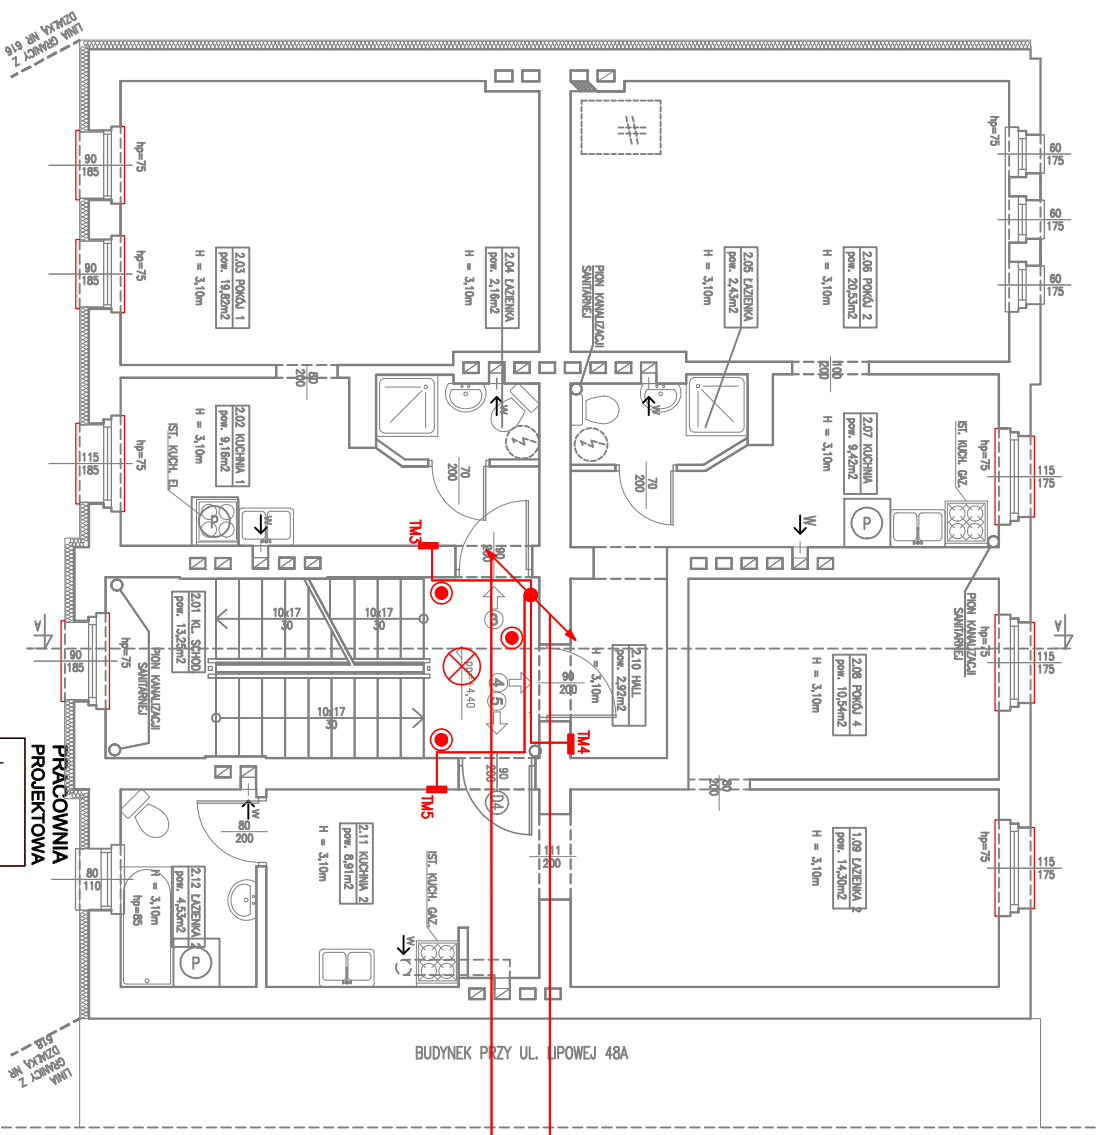 LINIA GRANICY Z
DZIAŁKĄ NR 616
hp=75
90
185
hp=75
90
185
hp=75
115
185
hp=75
90
185
80
110
hp=85
60
175
60
175
60
175
hp=75
115
175
hp=75
115
175
hp=75
115
175
hp=75
2.03 POKÓJ 1
pow. 19,82m2
H = 3,10m
2.04 ŁAZIENKA
pow. 2,16m2
H = 3,10m
PION KANALIZACJI
SANITARNEJ
2.05 ŁAZIENKA
pow. 2,43m2
H = 3,10m
2.06 POKÓJ 2
pow. 20,53m2
H = 3,10m
80
200
100
200
2.02 KUCHNIA 1
pow. 9,16m2
H = 3,10m
IST. KUCH. EL.
P
W
W
W
70
200
70
200
2.07 KUCHNIA
pow. 9,42m2
H = 3,10m
IST. KUCH. GAZ.
P
W
PION KANALIZACJI
SANITARNEJ
TM3
90
2.01 KL. SCHOD
pow. 13,25m2
PION KANALIZACJI
SANITARNEJ
10x17
30
10x17
30
10x17
30
3
4
5
4,40
90
200
2.10 HALL
pow. 2,92m2
H = 3,10m
2.08 POKÓJ 4
pow. 10,54m2
H = 3,10m
A
A
TM4
TM5
90
200
D4
80
200
PRACOWNIA
PROJEKTOWA
80
200
W
2.11 KUCHNIA 2
pow. 8,91m2
H = 3,10m
IST. KUCH. GAZ.
W
111
200
2.12 ŁAZIENKA 2
pow. 4,53m2
H = 3,10m
P
1.09 ŁAZIENKA 2
pow. 14,30m2
H = 3,10m
BUDYNEK PRZY UL. LIPOWEJ 48A
LINIA
GRANICY Z
DZIAŁKĄ NR
618